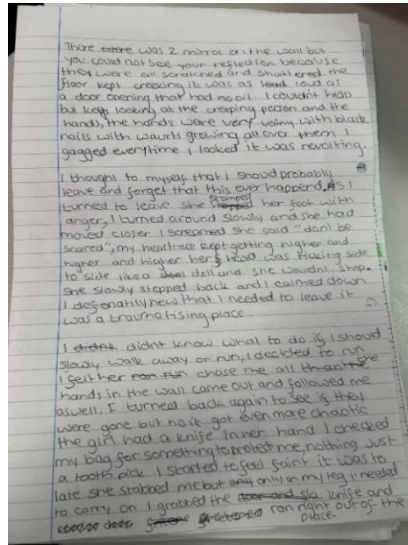 There was 2 mirror on the wall but
you could not see your reflexion because
they were all scratched and shuttered the
floor kept creeking it was as loud as
a door opening that had no oil. I couldn't help
but keep looking at the creeping person and the
hands, the hands were very vainy with black
nails with waurts growing all over them I
gagged everytime I looked it was revolting.
I thought to myself that I should probably
leave and forget that this ever happend. As I
turned to leave she stomped her foot with
anger, I turned around slowly and she had
moved closer I screamed she said "don't be
scared", my heartrace kept getting higher and
higher and higher her head was flaxing side
to side like a doll and she wouldn't stop.
she slowly stepped back and I calmed down
I defenatily new that I needed to leave it
was a traumatising place
I didnt know what to do if I should
slowly walk away or run, I decided to run
I felt her chase me all the
hands in the wall came out and followed me
aswell. I turned back again to see if they
were gone but no it got even more chaotic
the girl had a knife in her hand I checked
my bag for something to protest me, nothing just
a tooth pick I started to feel faint it was to
late she stabbed me but only in my leg i needed
to carry on I grabbed the knife and
ran right out of the
place.